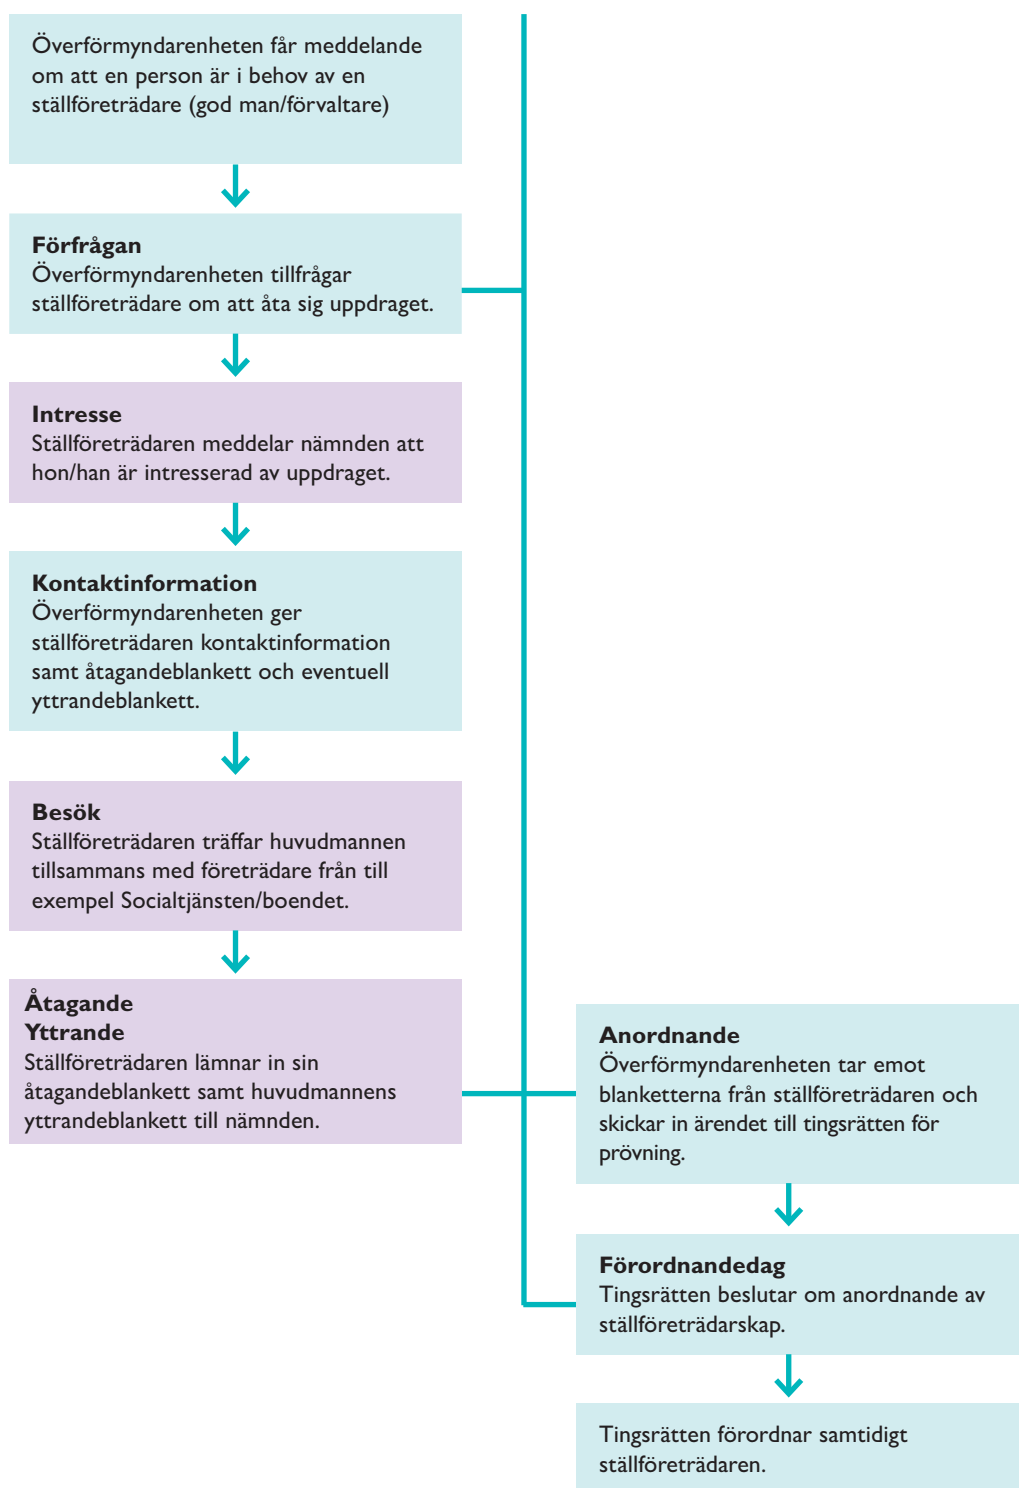 Överförmyndarenheten får meddelande
om att en person är i behov av en
ställföreträdare (god man/förvaltare)
Förfrågan
Överförmyndarenheten tillfrågar
ställföreträdare om att åta sig uppdraget.
Intresse
Ställföreträdaren meddelar nämnden att
hon/han är intresserad av uppdraget.
Kontaktinformation
Överförmyndarenheten ger
ställföreträdaren kontaktinformation
samt åtagandeblankett och eventuell
yttrandeblankett.
Besök
Ställföreträdaren träffar huvudmannen
tillsammans med företrädare från till
exempel Socialtjänsten/boendet.
Åtagande
Yttrande
Ställföreträdaren lämnar in sin
åtagandeblankett samt huvudmannens
yttrandeblankett till nämnden.
Anordnande
Överförmyndarenheten tar emot
blanketterna från ställföreträdaren och
skickar in ärendet till tingsrätten för
prövning.
Förordnandedag
Tingsrätten beslutar om anordnande av
ställföreträdarskap.
Tingsrätten förordnar samtidigt
ställföreträdaren.